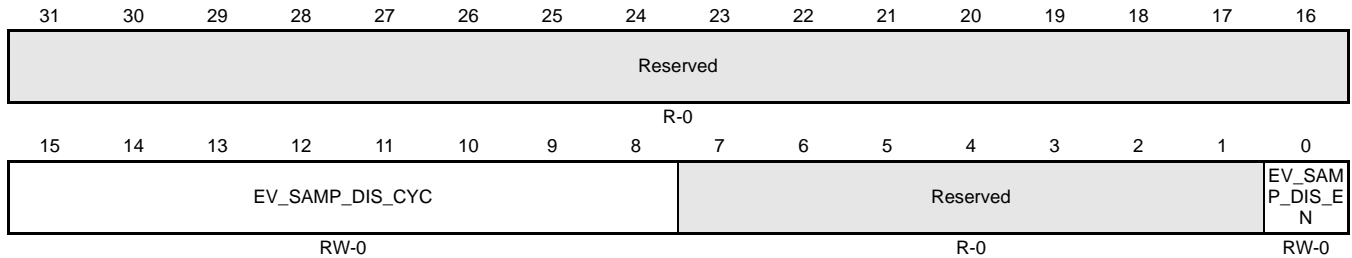 31 30 29 28 27 26 25 24 23 22 21 20 19 18 17 16
Reserved
R-0
15 14 13 12 11 10 9 8 7 6 5 4 3 2 1 0
EV_SAMP_DIS_CYC Reserved EV_SAM
P_DIS_E
N
RW-0 R-0 RW-0